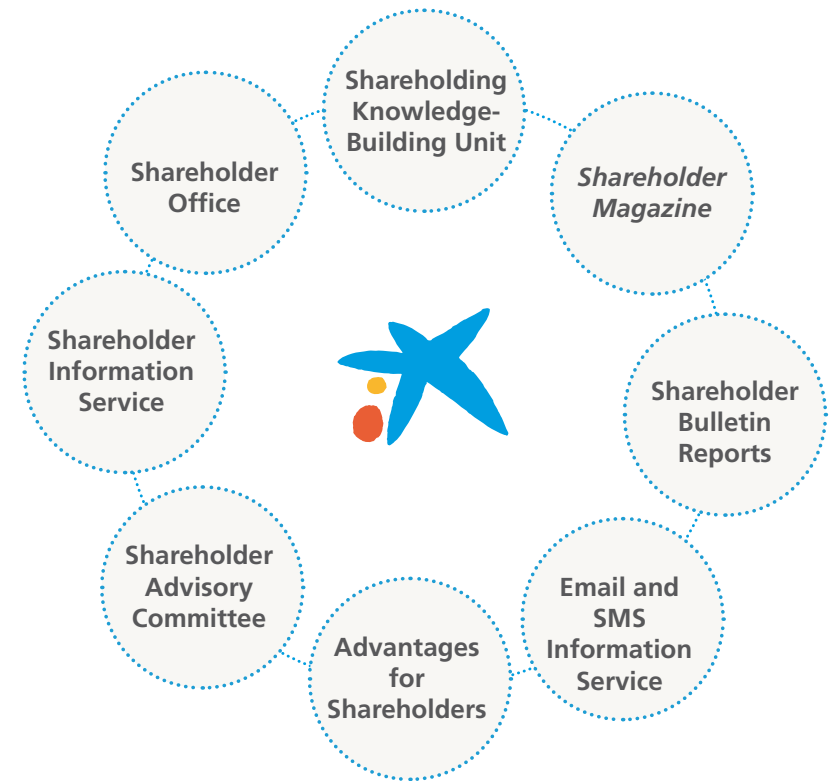 Shareholding
Knowledge-
Building Unit
Shareholder
Magazine
Shareholder
Bulletin
Reports
Email and
SMS
Information
Service
Advantages
for
Shareholders
Shareholder
Advisory
Committee
Shareholder
Information
Service
Shareholder
Office